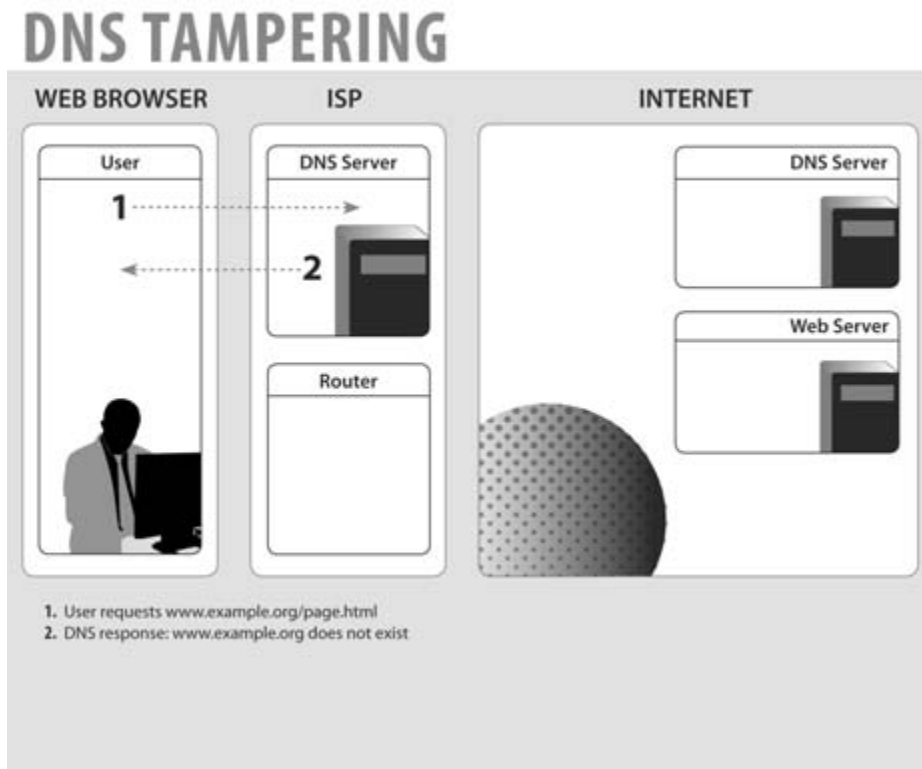 DNS TAMPERING
WEB BROWSER
ISP
INTERNET
User
DNS Server
DNS Server
1
2
Web Server
Router
1. User requests www.example.org/page.html
2. DNS response: www.example.org does not exist